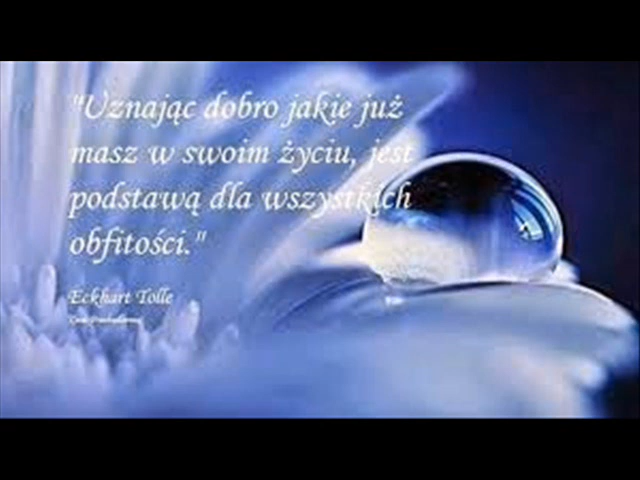 "Uznając dobro jakie już
masz w swoim życiu, jest
podstawą dla wszystkich
obfitości."
Eckhart Tolle